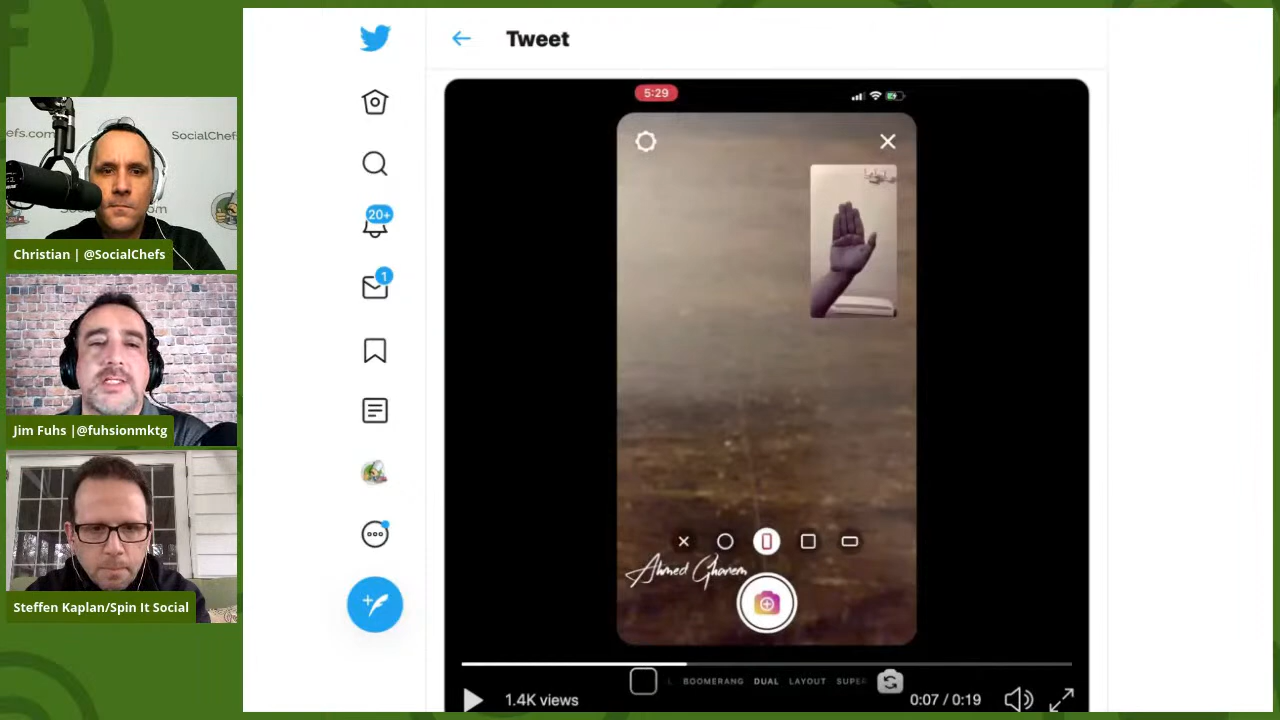 Tweet
5:29
SocialChefs
Christian | @SocialChefs
20+
1
Jim Fuhs |@fuhsionmktg
Ahmed Ghanem
Steffen Kaplan/Spin It Social
BOOMERANG DUAL LAYOUT SUPER
1.4K views
0:07 / 0:19